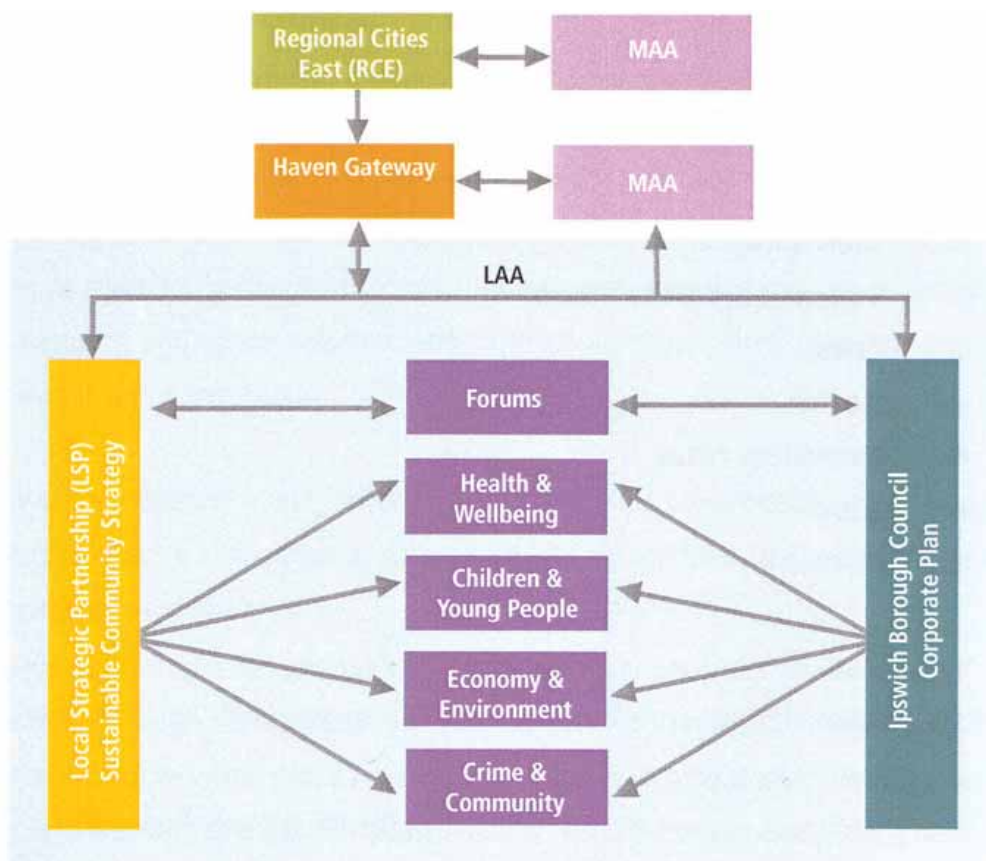 Regional Cities
East (RCE)
MAA
Haven Gateway
MAA
LAA
Local Strategic Partnership (LSP)
Sustainable Community Strategy
Forums
Health &
Wellbeing
Children &
Young People
Economy &
Environment
Crime &
Community
Ipswich Borough Council
Corporate Plan